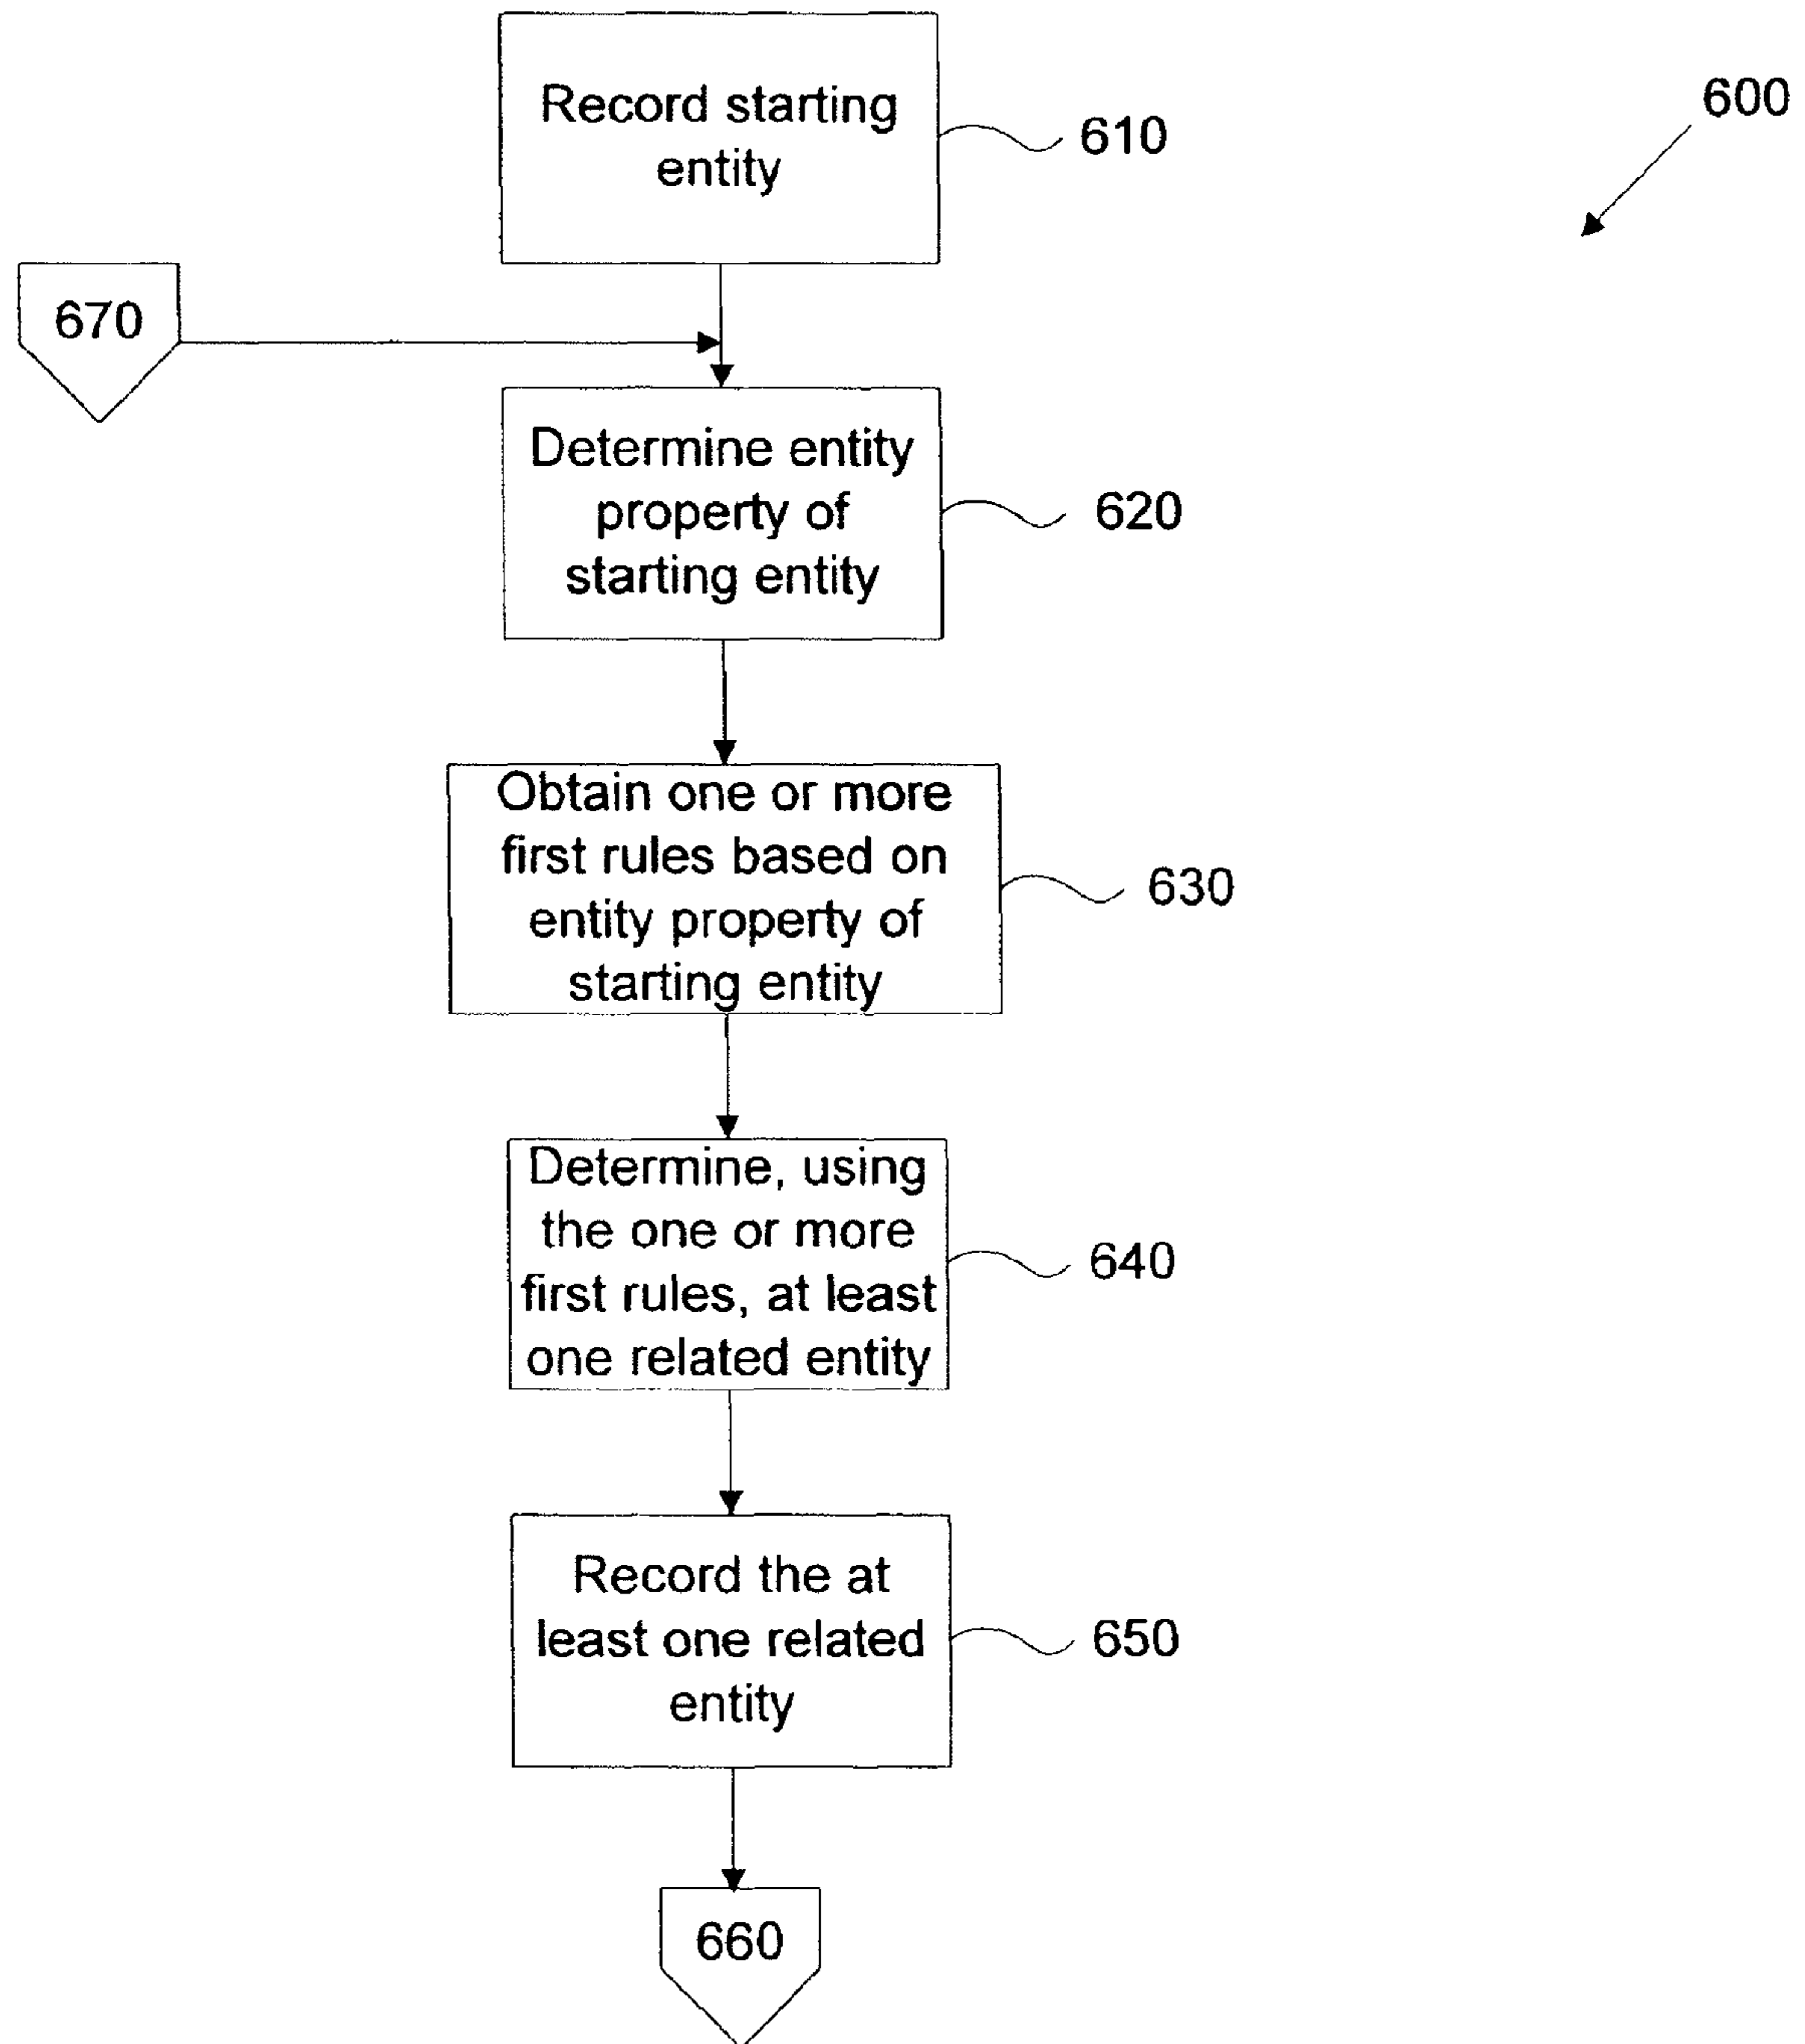 Record starting
entity
610
600
670
Determine entity
property of
starting entity
620
Obtain one or more
first rules based on
entity property of
starting entity
630
Determine, using
the one or more
first rules, at least
one related entity
640
Record the at
least one related
entity
650
660